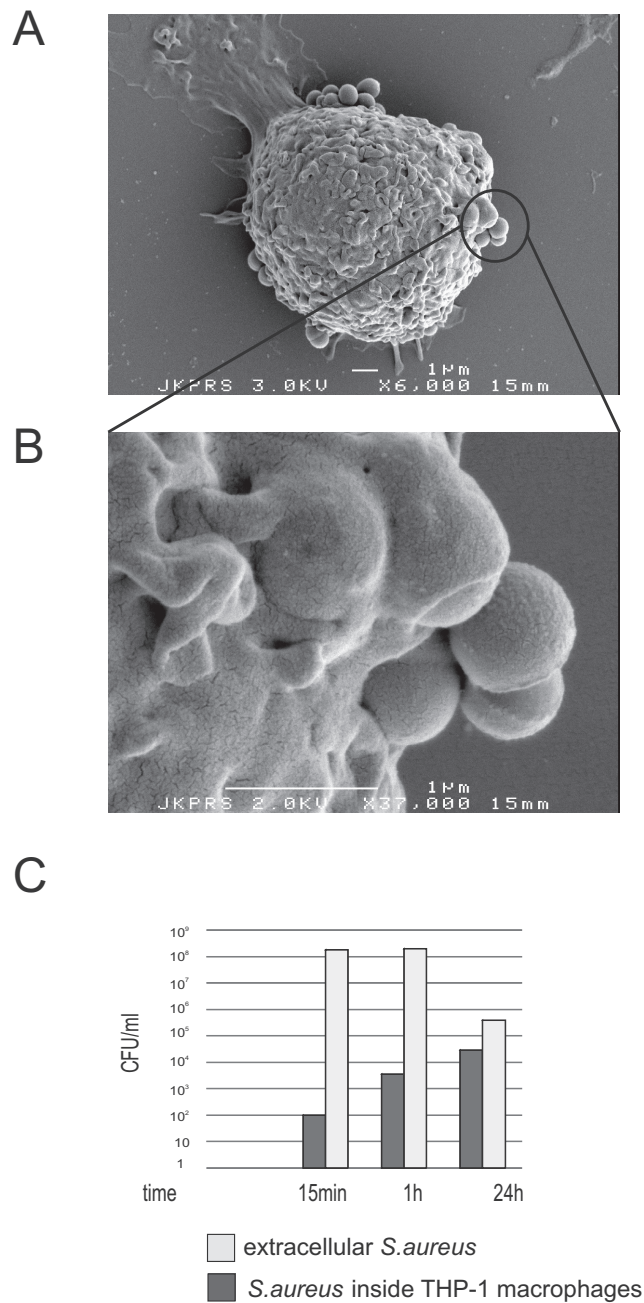 A
1µm
JKPRS 3.0KV X6,000 15mm
B
1µm
JKPRS 2.0KV X37,000 15mm
C
CFU/ml
10⁹
10⁸
10⁷
10⁶
10⁵
10⁴
10³
10²
10
1
time 15min 1h 24h
extracellular S.aureus
S.aureus inside THP-1 macrophages